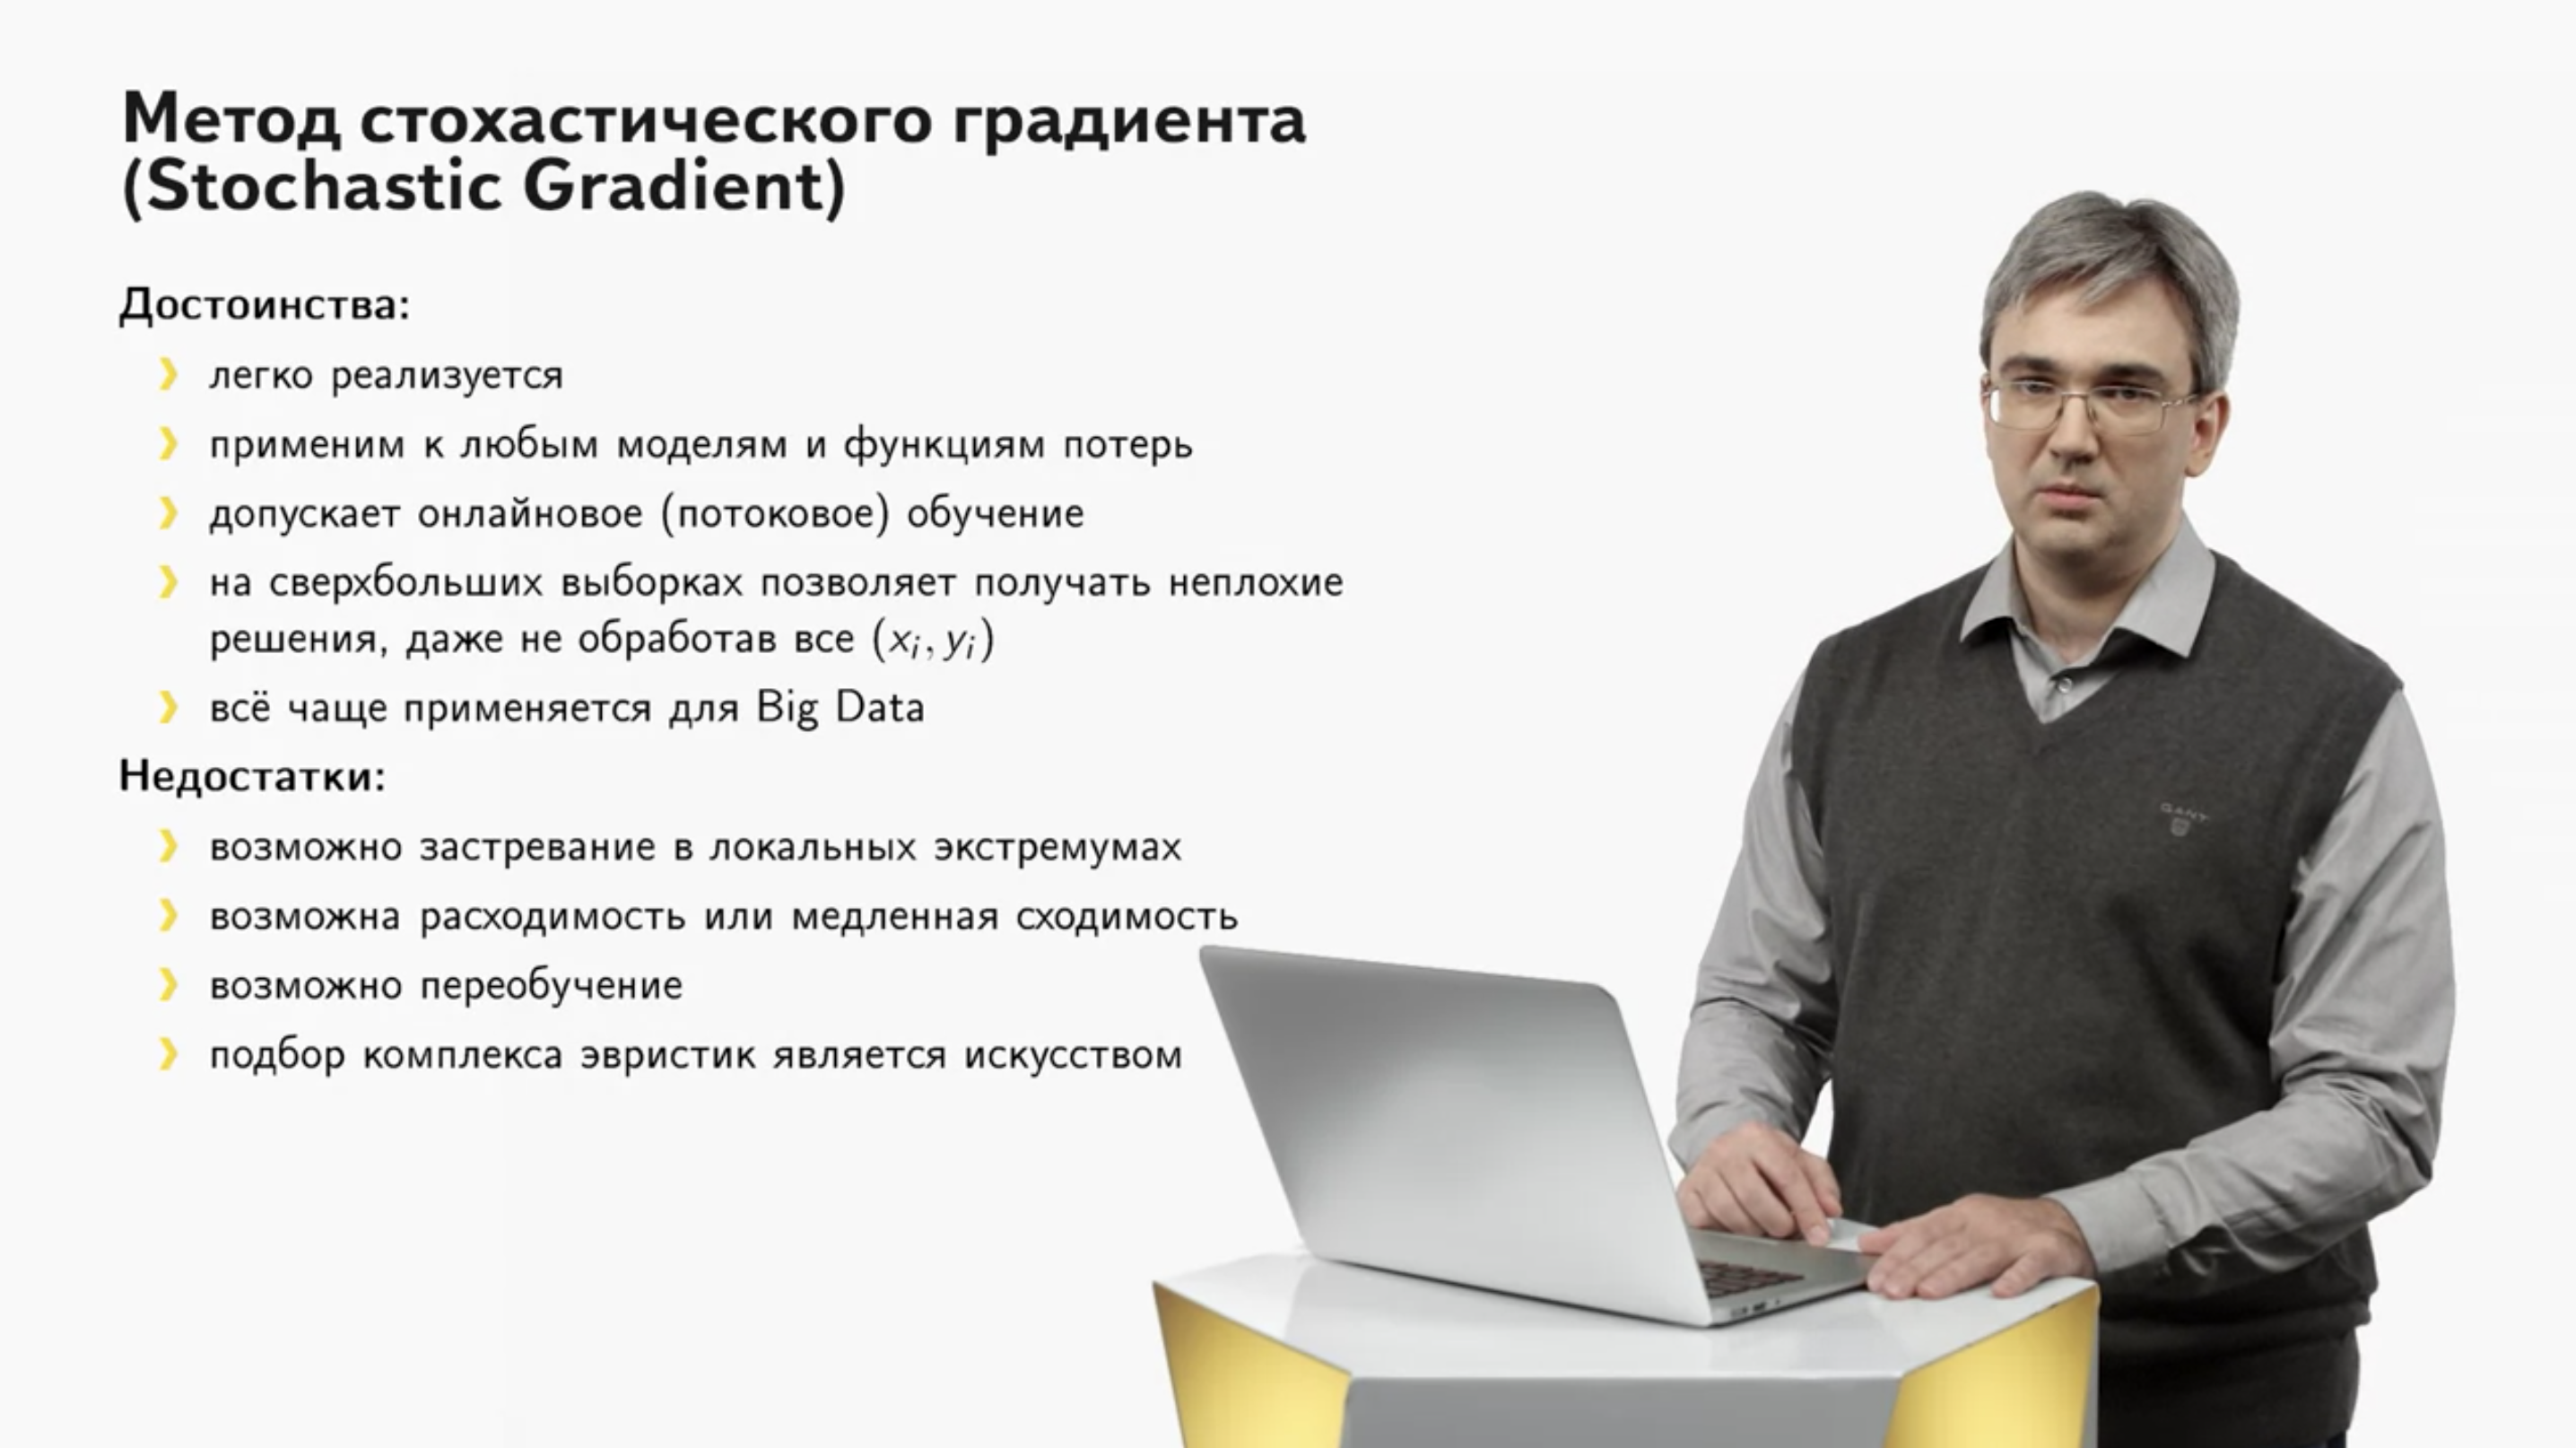 Метод стохастического градиента
(Stochastic Gradient)
Достоинства:
легко реализуется
применим к любым моделям и функциям потерь
допускает онлайновое (потоковое) обучение
на сверхбольших выборках позволяет получать неплохие
решения, даже не обработав все (xᵢ, yᵢ)
всё чаще применяется для Big Data
Недостатки:
возможно застревание в локальных экстремумах
возможна расходимость или медленная сходимость
возможно переобучение
подбор комплекса эвристик является искусством
GANT